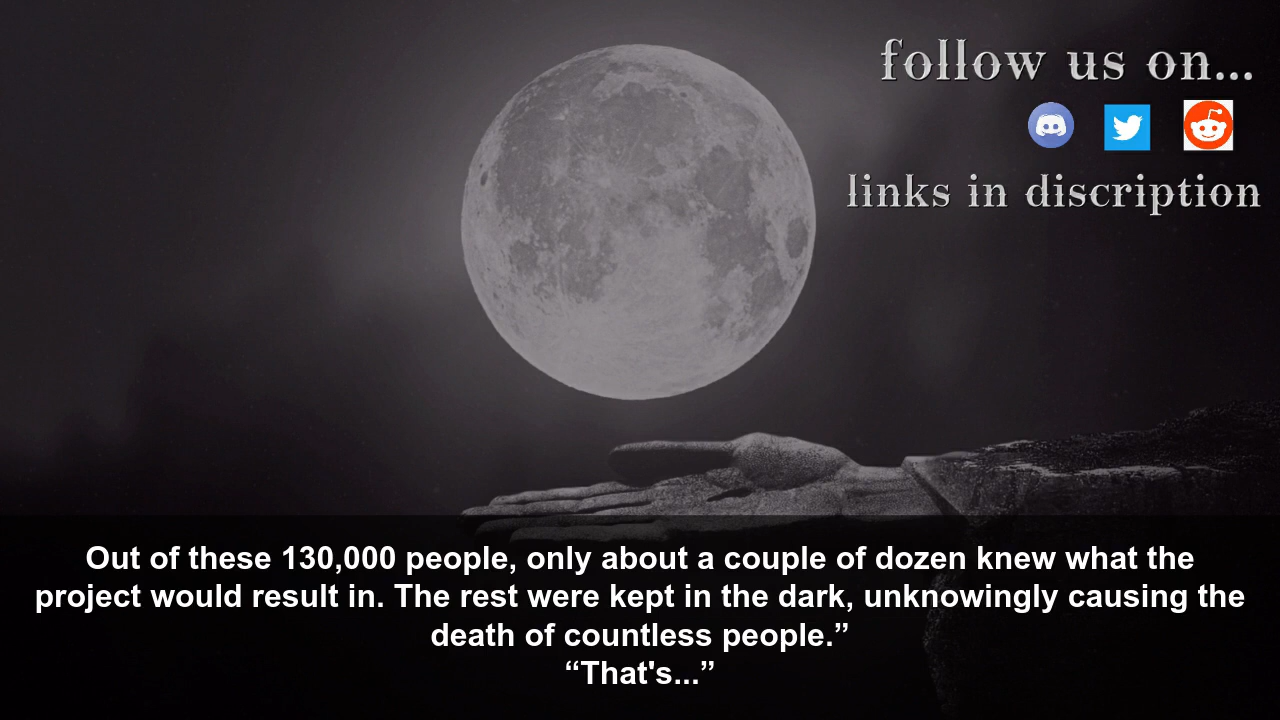 follow us on...
links in discription
Out of these 130,000 people, only about a couple of dozen knew what the
project would result in. The rest were kept in the dark, unknowingly causing the
death of countless people.”
“That's...”